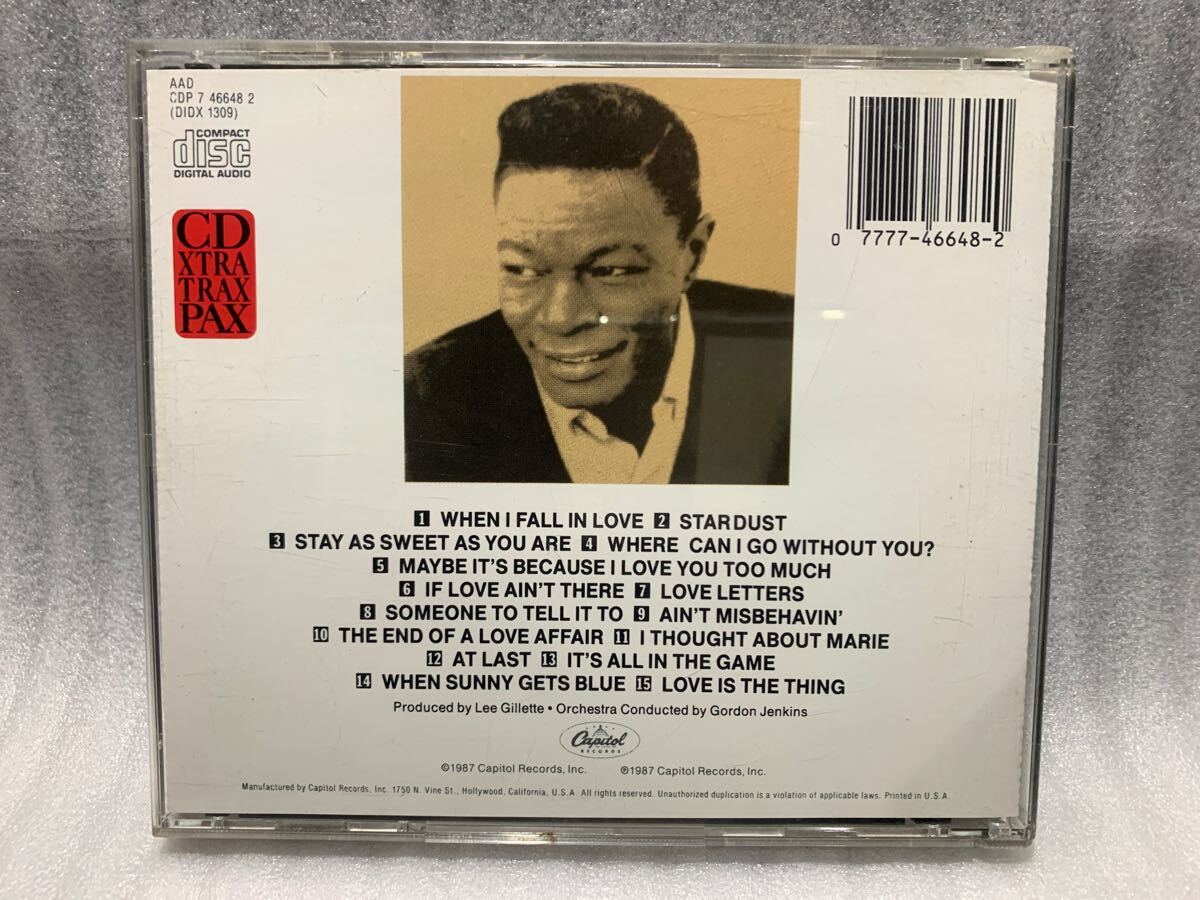 AAD
CDP 7 46648 2
(DIDX 1309)
COMPACT
disc
DIGITAL AUDIO
CD
XTRA
TRAX
PAX
0 7777-46648-2
1 WHEN I FALL IN LOVE 2 STARDUST
3 STAY AS SWEET AS YOU ARE 4 WHERE CAN I GO WITHOUT YOU?
5 MAYBE IT'S BECAUSE I LOVE YOU TOO MUCH
6 IF LOVE AIN'T THERE 7 LOVE LETTERS
8 SOMEONE TO TELL IT TO 9 AIN'T MISBEHAVIN'
10 THE END OF A LOVE AFFAIR 11 I THOUGHT ABOUT MARIE
12 AT LAST 13 IT'S ALL IN THE GAME
14 WHEN SUNNY GETS BLUE 15 LOVE IS THE THING
Produced by Lee Gillette • Orchestra Conducted by Gordon Jenkins
Capitol
RECORDS
©1987 Capitol Records, Inc. ℗1987 Capitol Records, Inc.
Manufactured by Capitol Records, Inc. 1750 N. Vine St., Hollywood, California, U.S.A. All rights reserved. Unauthorized duplication is a violation of applicable laws. Printed in U.S.A.